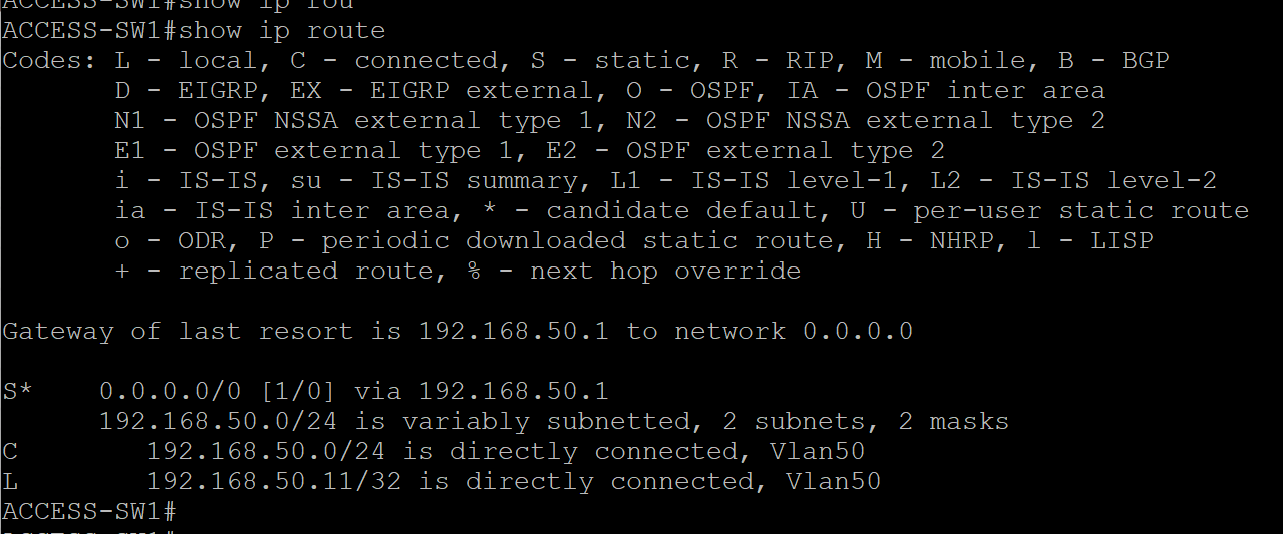 ACCESS-SW1#show ip rou
ACCESS-SW1#show ip route
Codes: L - local, C - connected, S - static, R - RIP, M - mobile, B - BGP
       D - EIGRP, EX - EIGRP external, O - OSPF, IA - OSPF inter area
       N1 - OSPF NSSA external type 1, N2 - OSPF NSSA external type 2
       E1 - OSPF external type 1, E2 - OSPF external type 2
       i - IS-IS, su - IS-IS summary, L1 - IS-IS level-1, L2 - IS-IS level-2
       ia - IS-IS inter area, * - candidate default, U - per-user static route
       o - ODR, P - periodic downloaded static route, H - NHRP, l - LISP
       + - replicated route, % - next hop override

Gateway of last resort is 192.168.50.1 to network 0.0.0.0

S*    0.0.0.0/0 [1/0] via 192.168.50.1
      192.168.50.0/24 is variably subnetted, 2 subnets, 2 masks
C        192.168.50.0/24 is directly connected, Vlan50
L        192.168.50.11/32 is directly connected, Vlan50
ACCESS-SW1#